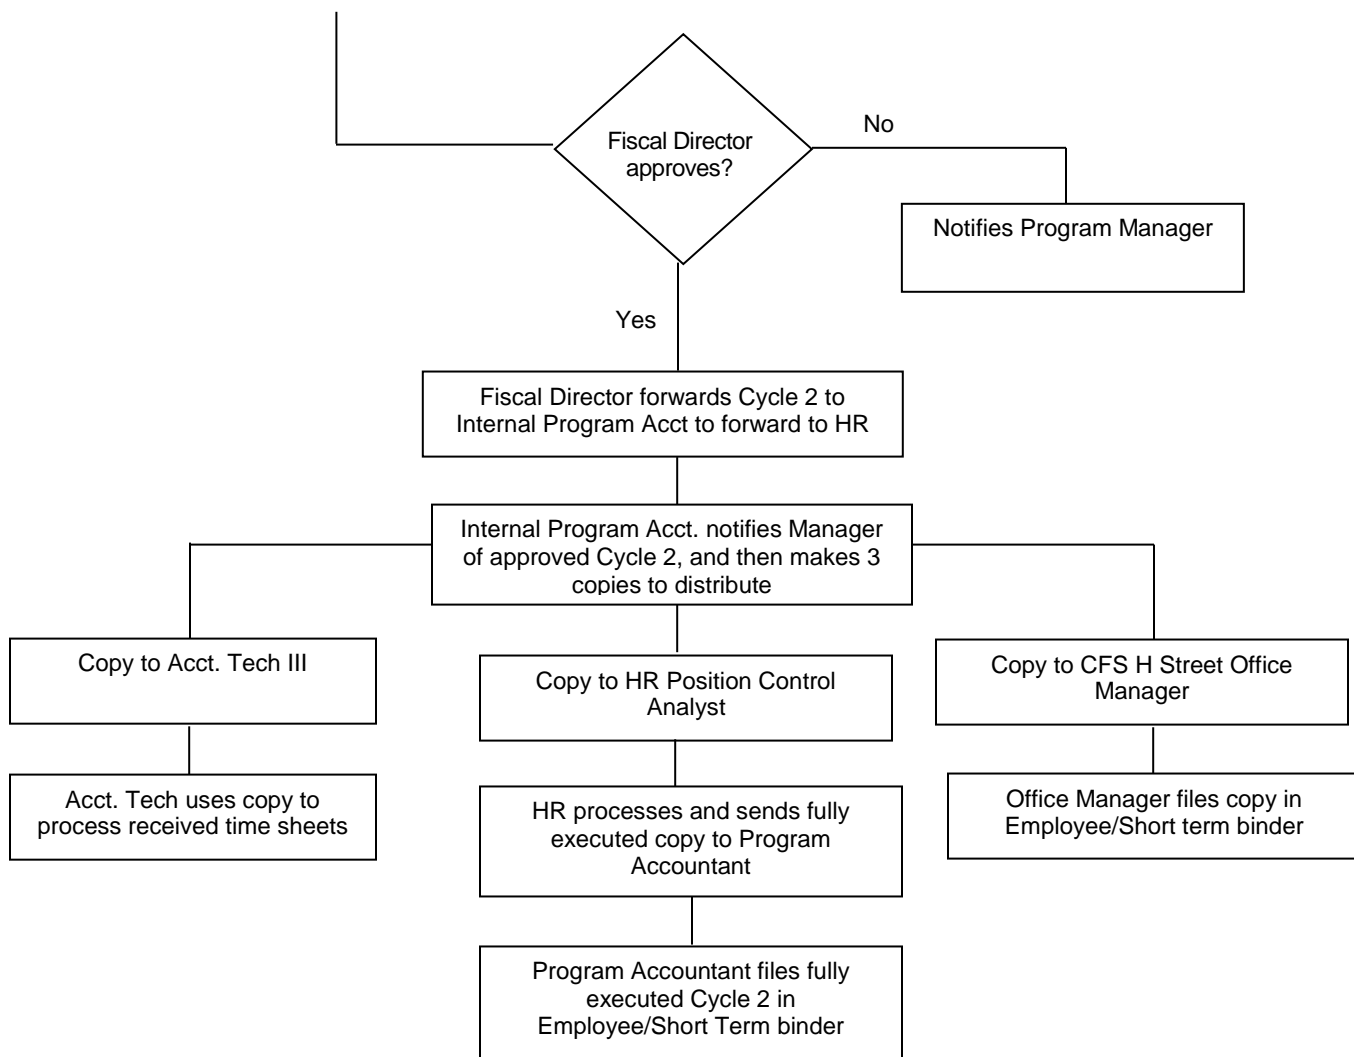 Fiscal Director
approves?
No
Notifies Program Manager
Yes
Fiscal Director forwards Cycle 2 to
Internal Program Acct to forward to HR
Internal Program Acct. notifies Manager
of approved Cycle 2, and then makes 3
copies to distribute
Copy to Acct. Tech III
Acct. Tech uses copy to
process received time sheets
Copy to HR Position Control
Analyst
HR processes and sends fully
executed copy to Program
Accountant
Program Accountant files fully
executed Cycle 2 in
Employee/Short Term binder
Copy to CFS H Street Office
Manager
Office Manager files copy in
Employee/Short term binder